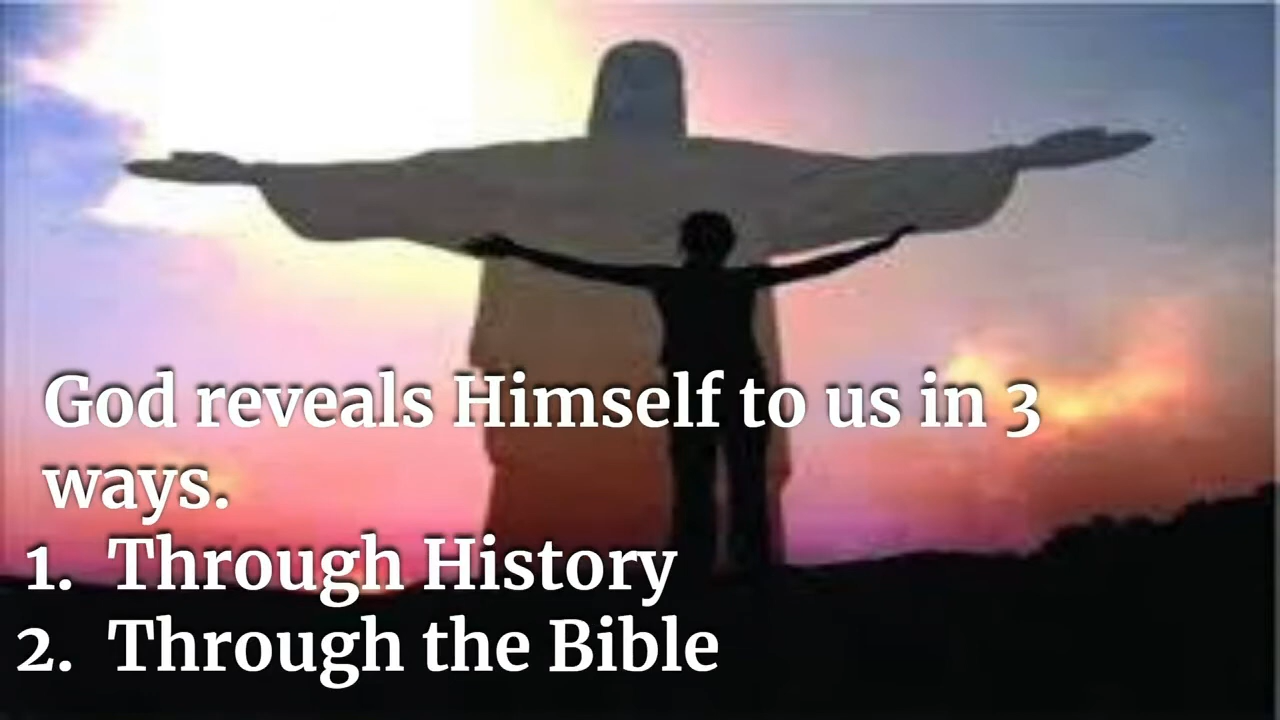 God reveals Himself to us in 3
ways.
1. Through History
2. Through the Bible